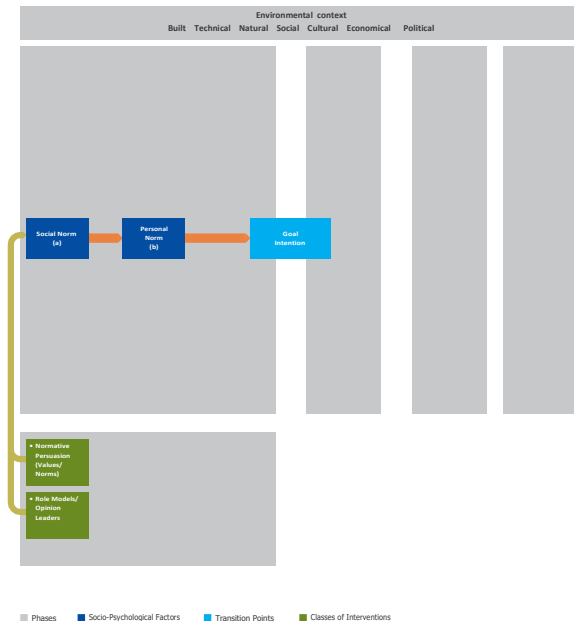 Environmental context
Built Technical Natural Social Cultural Economical Political
Social Norm
(a)
Personal
Norm
(b)
Goal
Intention
• Normative
Persuasion
(Values/
Norms)
• Role Models/
Opinion
Leaders
Phases Socio-Psychological Factors Transition Points Classes of Interventions